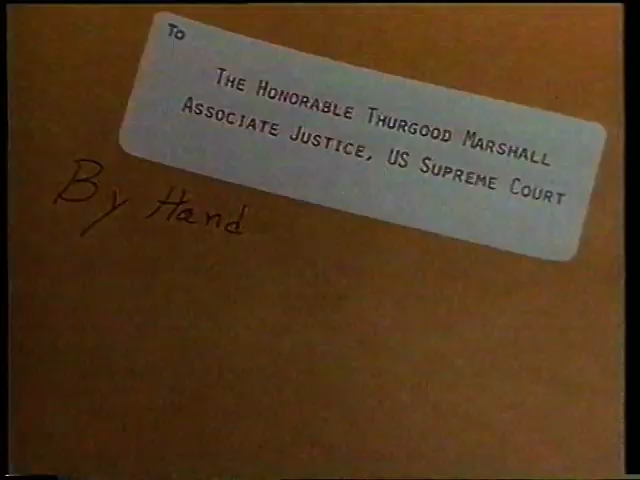 To
The Honorable Thurgood Marshall
Associate Justice, US Supreme Court
By Hand